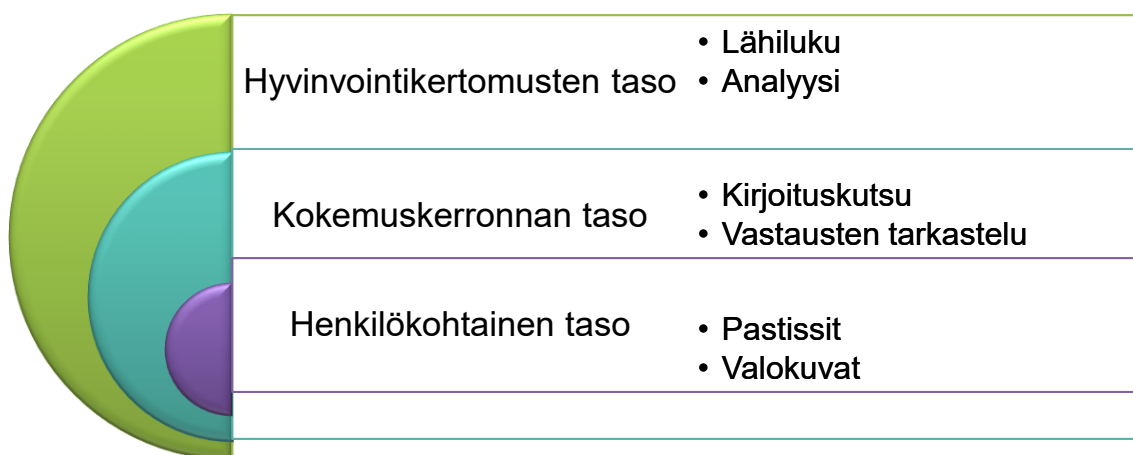 Hyvinvointikertomusten taso
• Lähiluku
• Analyysi
Kokemuskerronnan taso
• Kirjoituskutsu
• Vastausten tarkastelu
Henkilökohtainen taso
• Pastissit
• Valokuvat